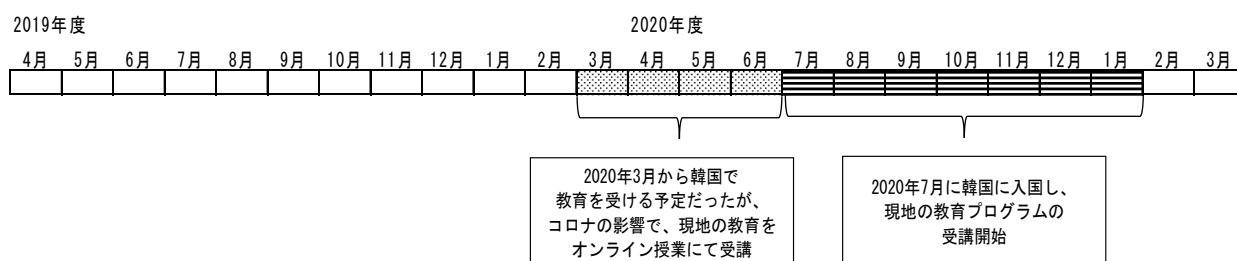 2019年度 2020年度
4月 5月 6月 7月 8月 9月 10月 11月 12月 1月 2月 3月 4月 5月 6月 7月 8月 9月 10月 11月 12月 1月 2月 3月
2020年3月から韓国で
教育を受ける予定だったが、
コロナの影響で、現地の教育を
オンライン授業にて受講
2020年7月に韓国に入国し、
現地の教育プログラムの
受講開始